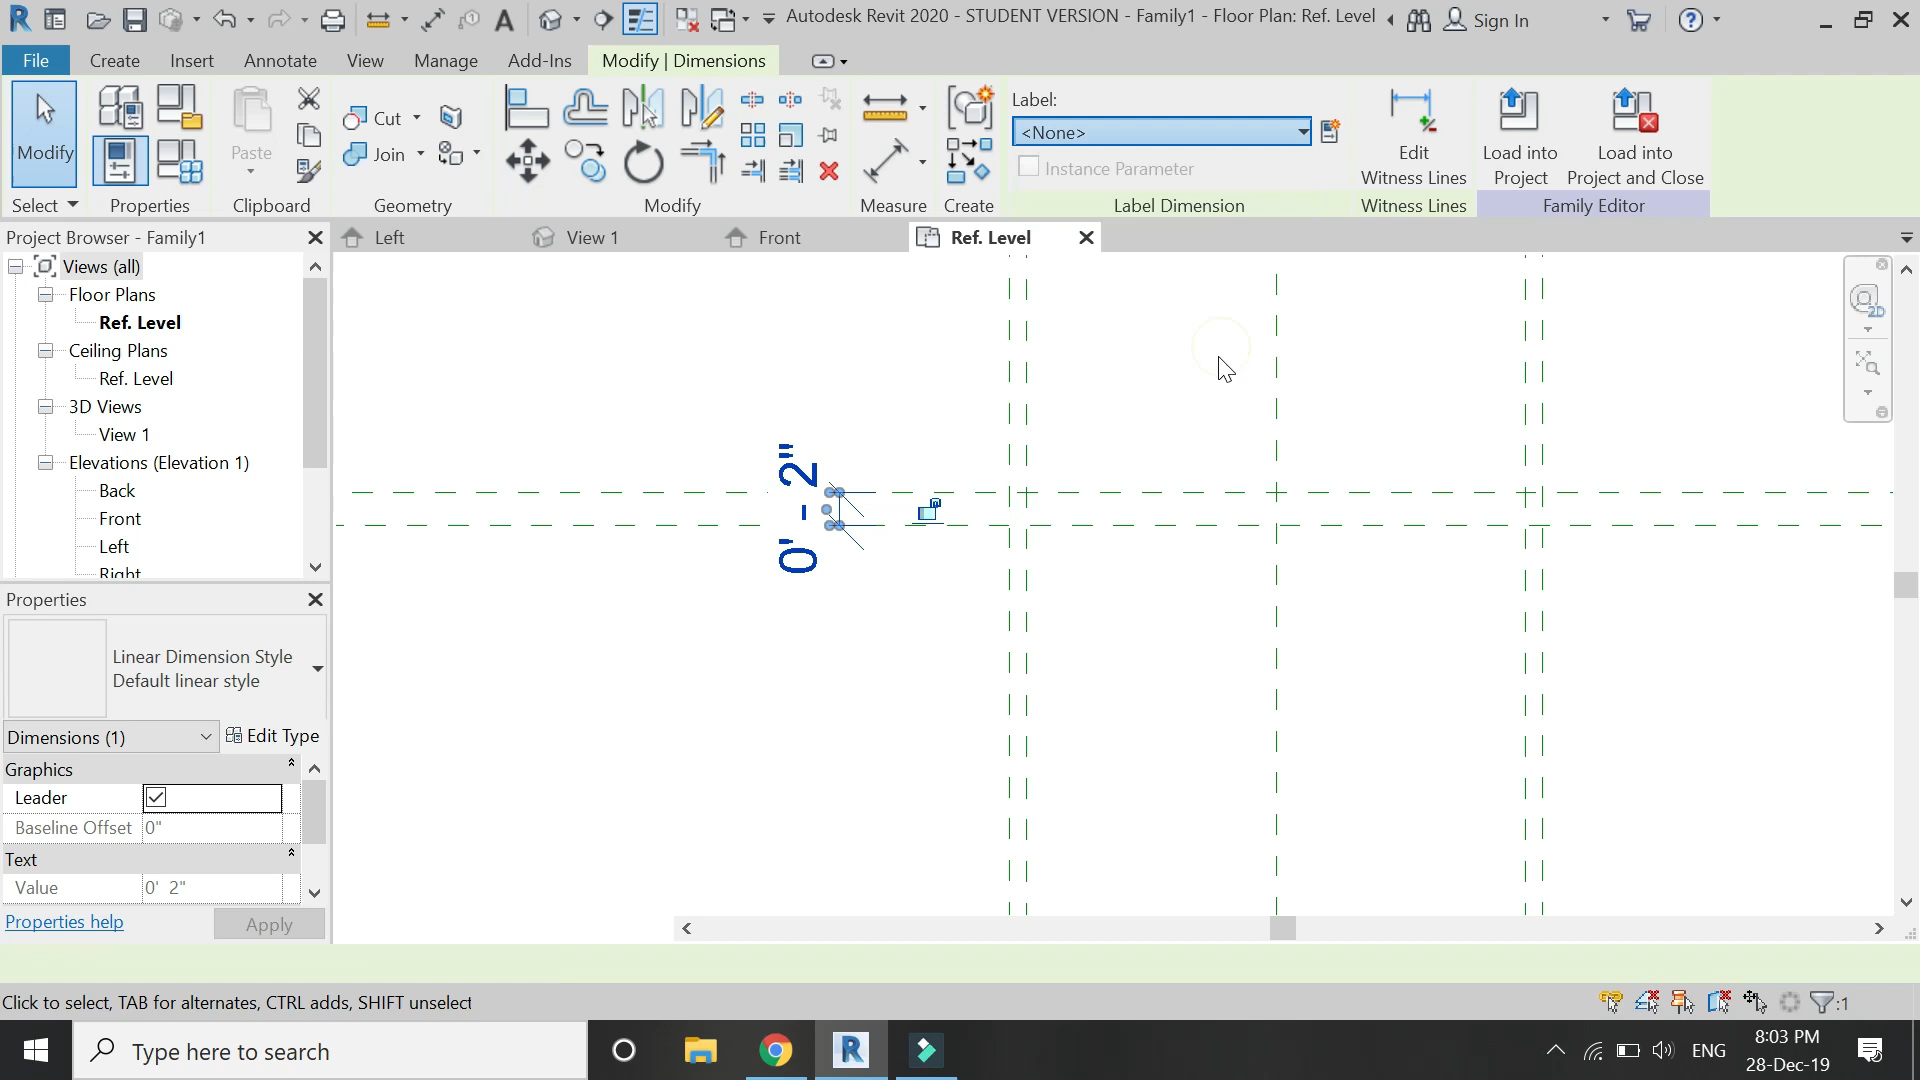 Autodesk Revit 2020 - STUDENT VERSION - Family1 - Floor Plan: Ref. Level
Sign In
File
Create
Insert
Annotate
View
Manage
Add-Ins
Modify | Dimensions
Modify
Paste
Cut
Join
Label:
<None>
Instance Parameter
Edit
Witness Lines
Load into
Project
Load into
Project and Close
Select
Properties
Clipboard
Geometry
Modify
Measure
Create
Label Dimension
Witness Lines
Family Editor
Project Browser - Family1
Left
View 1
Front
Ref. Level
Views (all)
Floor Plans
Ref. Level
Ceiling Plans
Ref. Level
3D Views
View 1
Elevations (Elevation 1)
Back
Front
Left
Right
2D
0' - 2"
Properties
Linear Dimension Style
Default linear style
Dimensions (1)
Edit Type
Graphics
Leader
Baseline Offset 0"
Text
Value 0' 2"
Properties help
Apply
Click to select, TAB for alternates, CTRL adds, SHIFT unselect
:1
Type here to search
ENG
8:03 PM
28-Dec-19